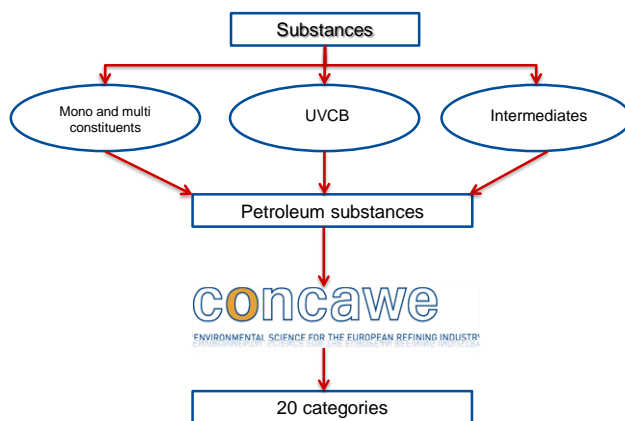 Substances
Mono and multi
constituents
UVCB
Intermediates
Petroleum substances
concawe
ENVIRONMENTAL SCIENCE FOR THE EUROPEAN REFINING INDUSTRY
20 categories